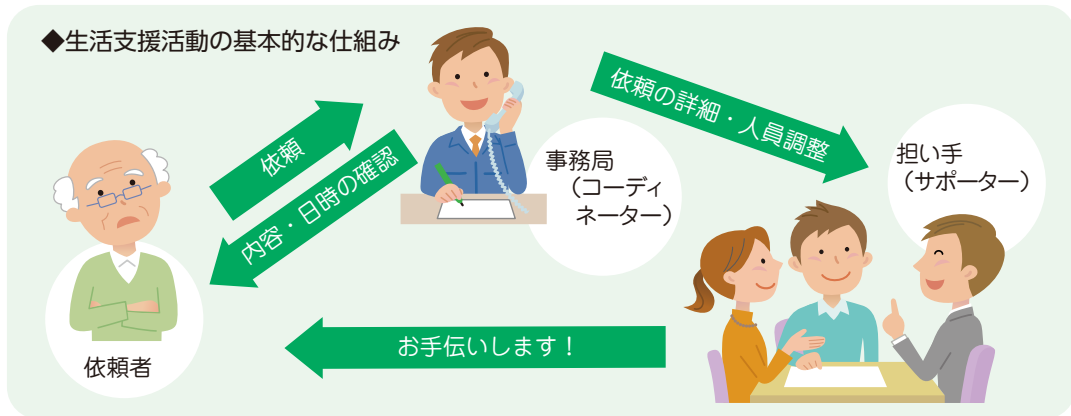 ◆生活支援活動の基本的な仕組み
依頼
内容・日時の確認
依頼の詳細・人員調整
事務局
（コーディ
ネーター）
担い手
（サポーター）
お手伝いします！
依頼者